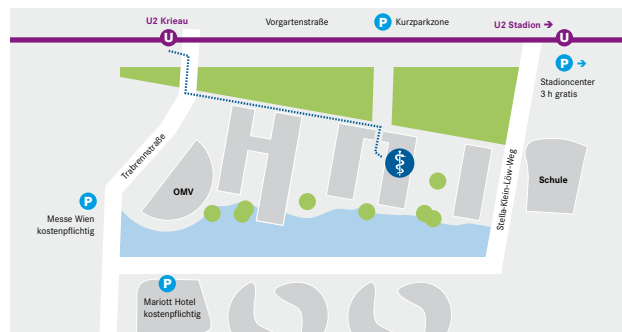 U2 Krieau
Vorgartenstraße
P Kurzparkzone
U2 Stadion →
U
U
P →
Stadioncenter
3 h gratis
Trabrennstraße
OMV
Stella-Klein-Löw-Weg
Schule
P
Messe Wien
kostenpflichtig
P
Mariott Hotel
kostenpflichtig